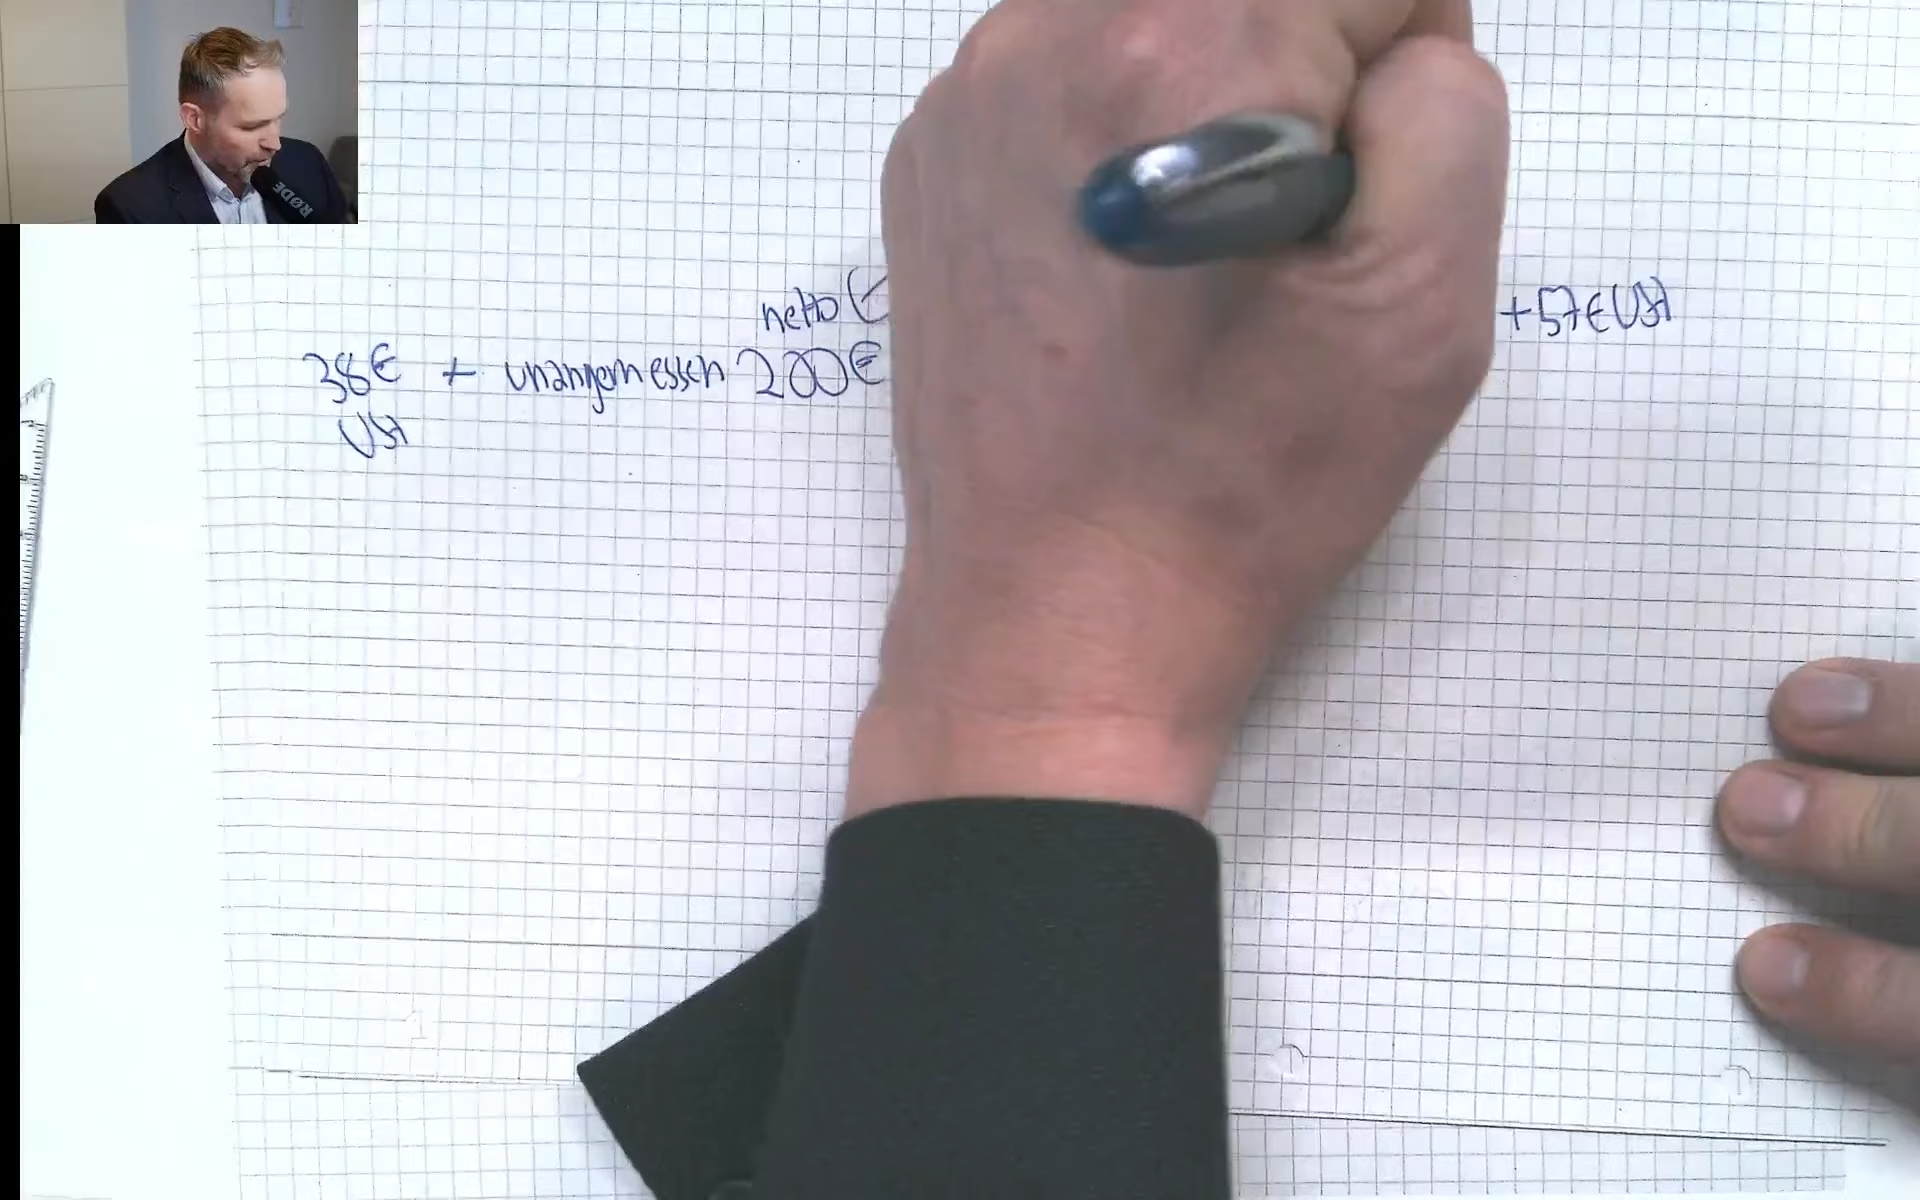 RØDE
netto
+57€ USt
38€ + unangemessen 200€
USt